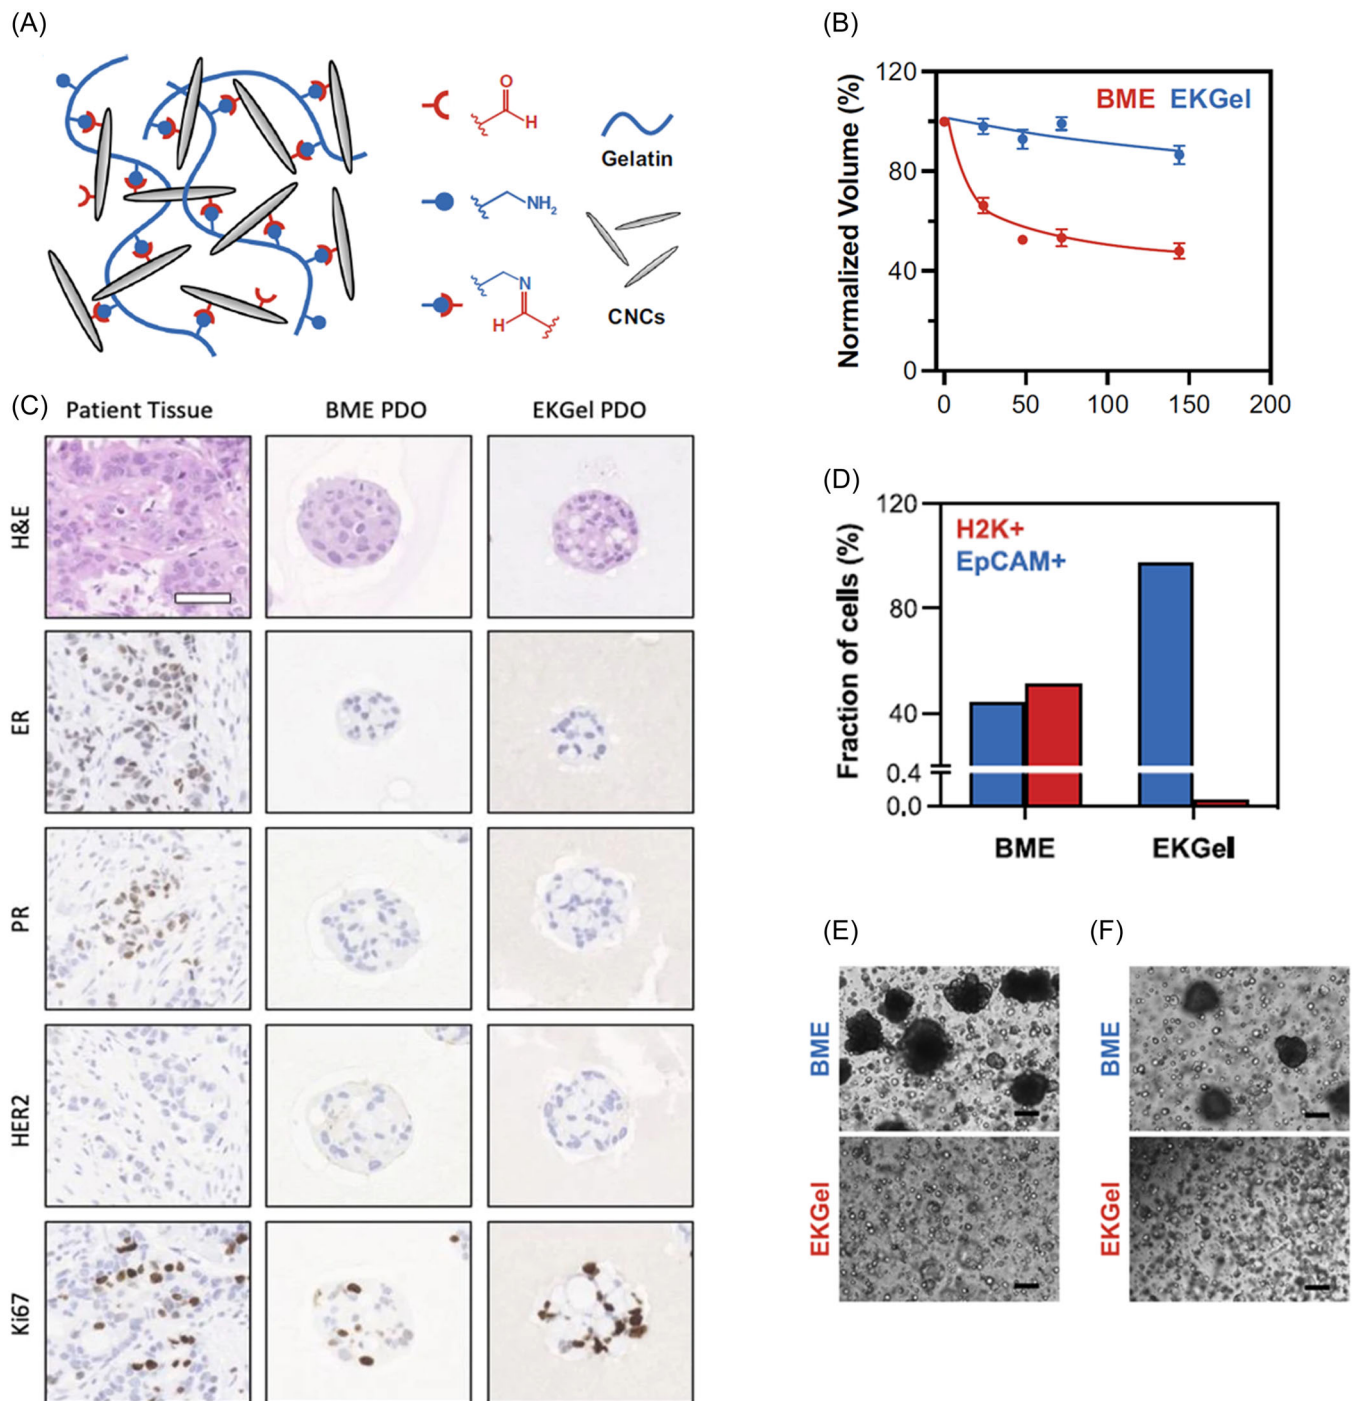 (A)
O
H
Gelatin
NH2
N
H
CNCs
(B)
Normalized Volume (%)
BME EKGel
120
80
40
0
0 50 100 150 200
(C) Patient Tissue BME PDO EKGel PDO
H&E
ER
PR
HER2
Ki67
(D)
Fraction of cells (%)
H2K+
EpCAM+
120
80
40
0.4
0.0
BME EKGel
(E) (F)
BME
EKGel
BME
EKGel